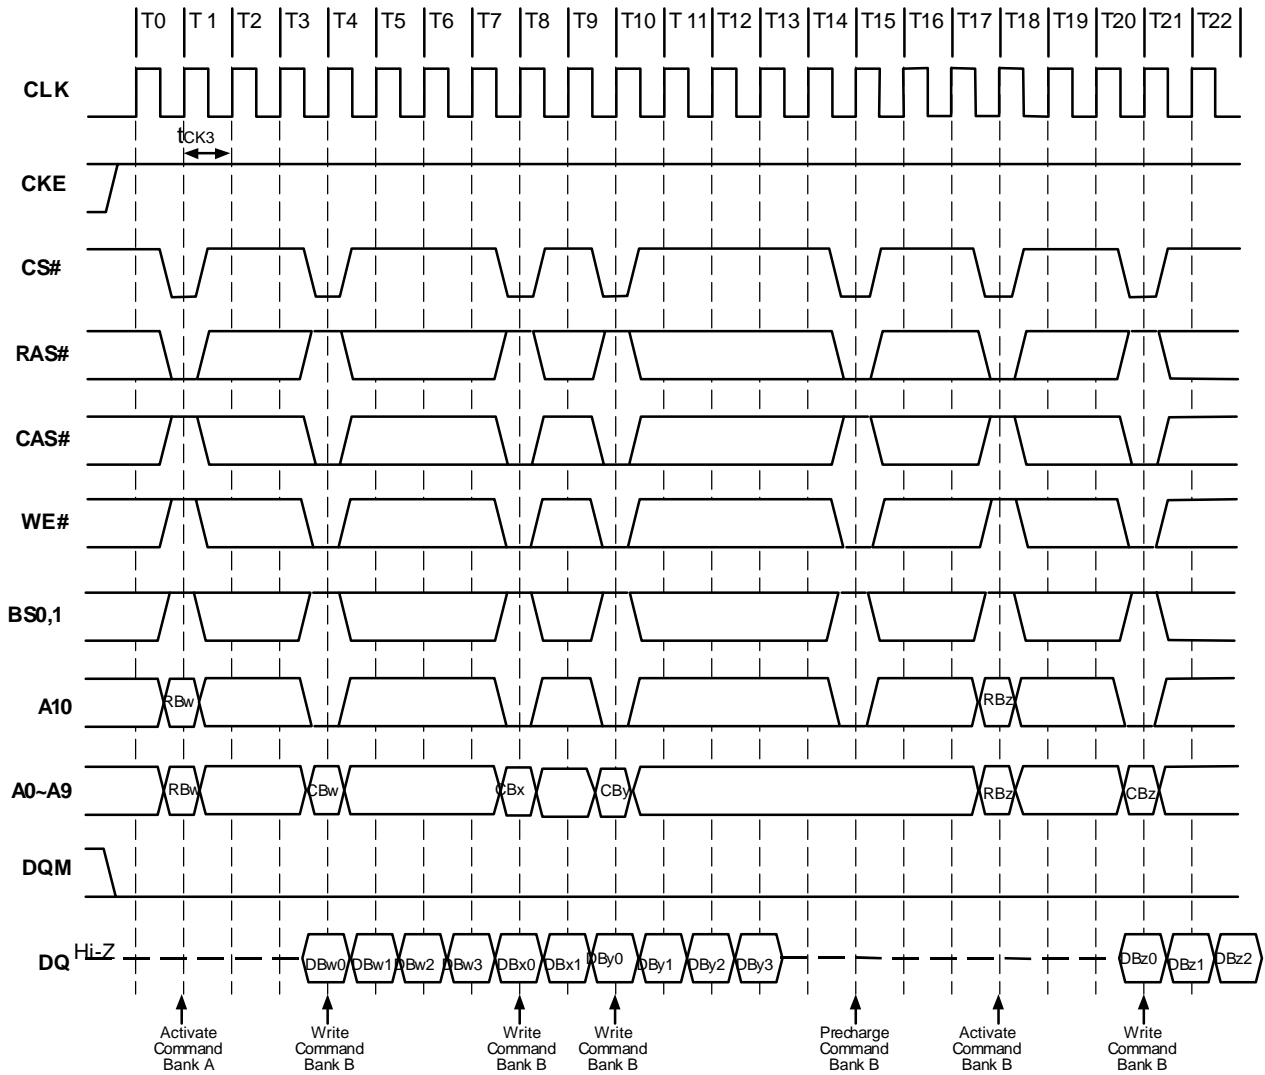 T0 T 1 T2 T3 T4 T5 T6 T7 T8 T9 T10 T 11 T12 T13 T14 T15 T16 T17 T18 T19 T20 T21 T22
CLK
tCK3
CKE
CS#
RAS#
CAS#
WE#
BS0,1
A10 RBw RBz
A0~A9 RBw CBw CBx CBy RBz CBz
DQM
DQ Hi-Z DBw0 DBw1 DBw2 DBw3 DBx0 DBx1 DBy0 DBy1 DBy2 DBy3 DBz0 DBz1 DBz2
Activate
Command
Bank A
Write
Command
Bank B
Write
Command
Bank B
Write
Command
Bank B
Precharge
Command
Bank B
Activate
Command
Bank B
Write
Command
Bank B